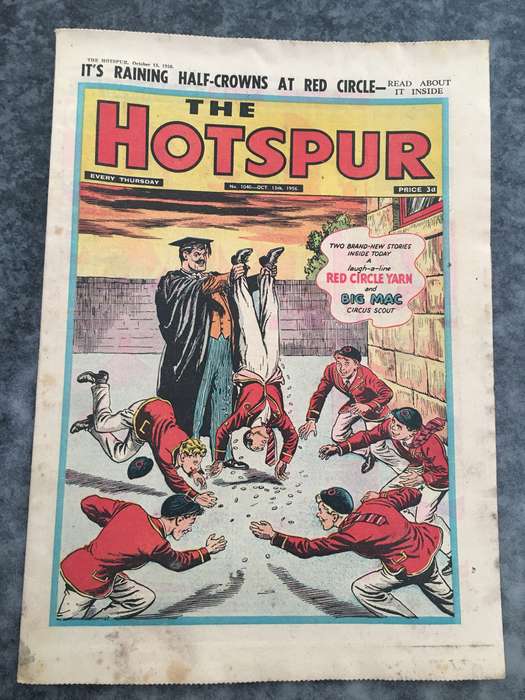 THE HOTSPUR, October 13, 1956.
IT'S RAINING HALF-CROWNS AT RED CIRCLE—READ ABOUT IT INSIDE
THE
HOTSPUR
EVERY THURSDAY
No. 1040—OCT. 13th, 1956
PRICE 3d
TWO BRAND-NEW STORIES
INSIDE TODAY
A
laugh-a-line
RED CIRCLE YARN
and
BIG MAC
CIRCUS SCOUT